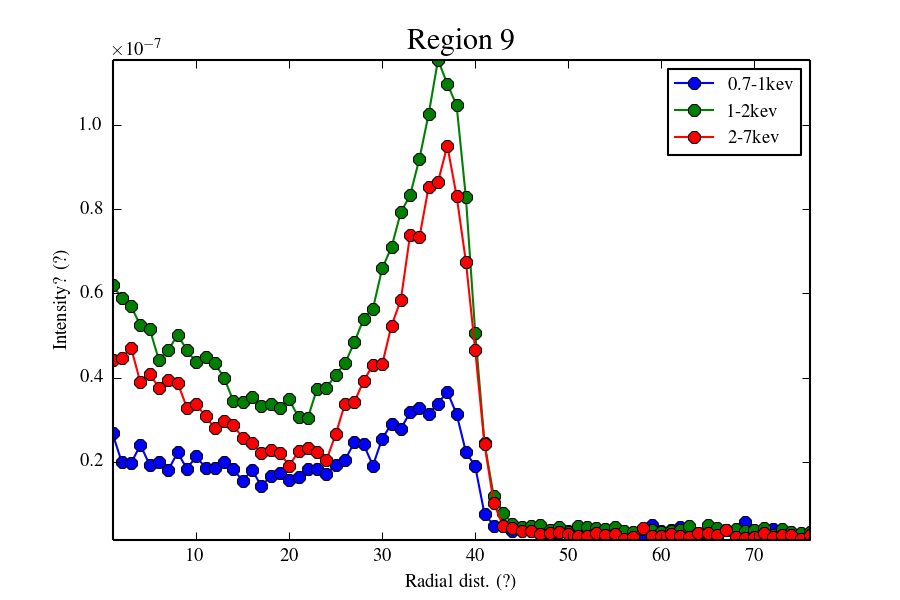 Region 9
×10⁻⁷
0.7-1kev
1-2kev
2-7kev
1.0
0.8
0.6
0.4
0.2
Intensity? (?)
10 20 30 40 50 60 70
Radial dist. (?)